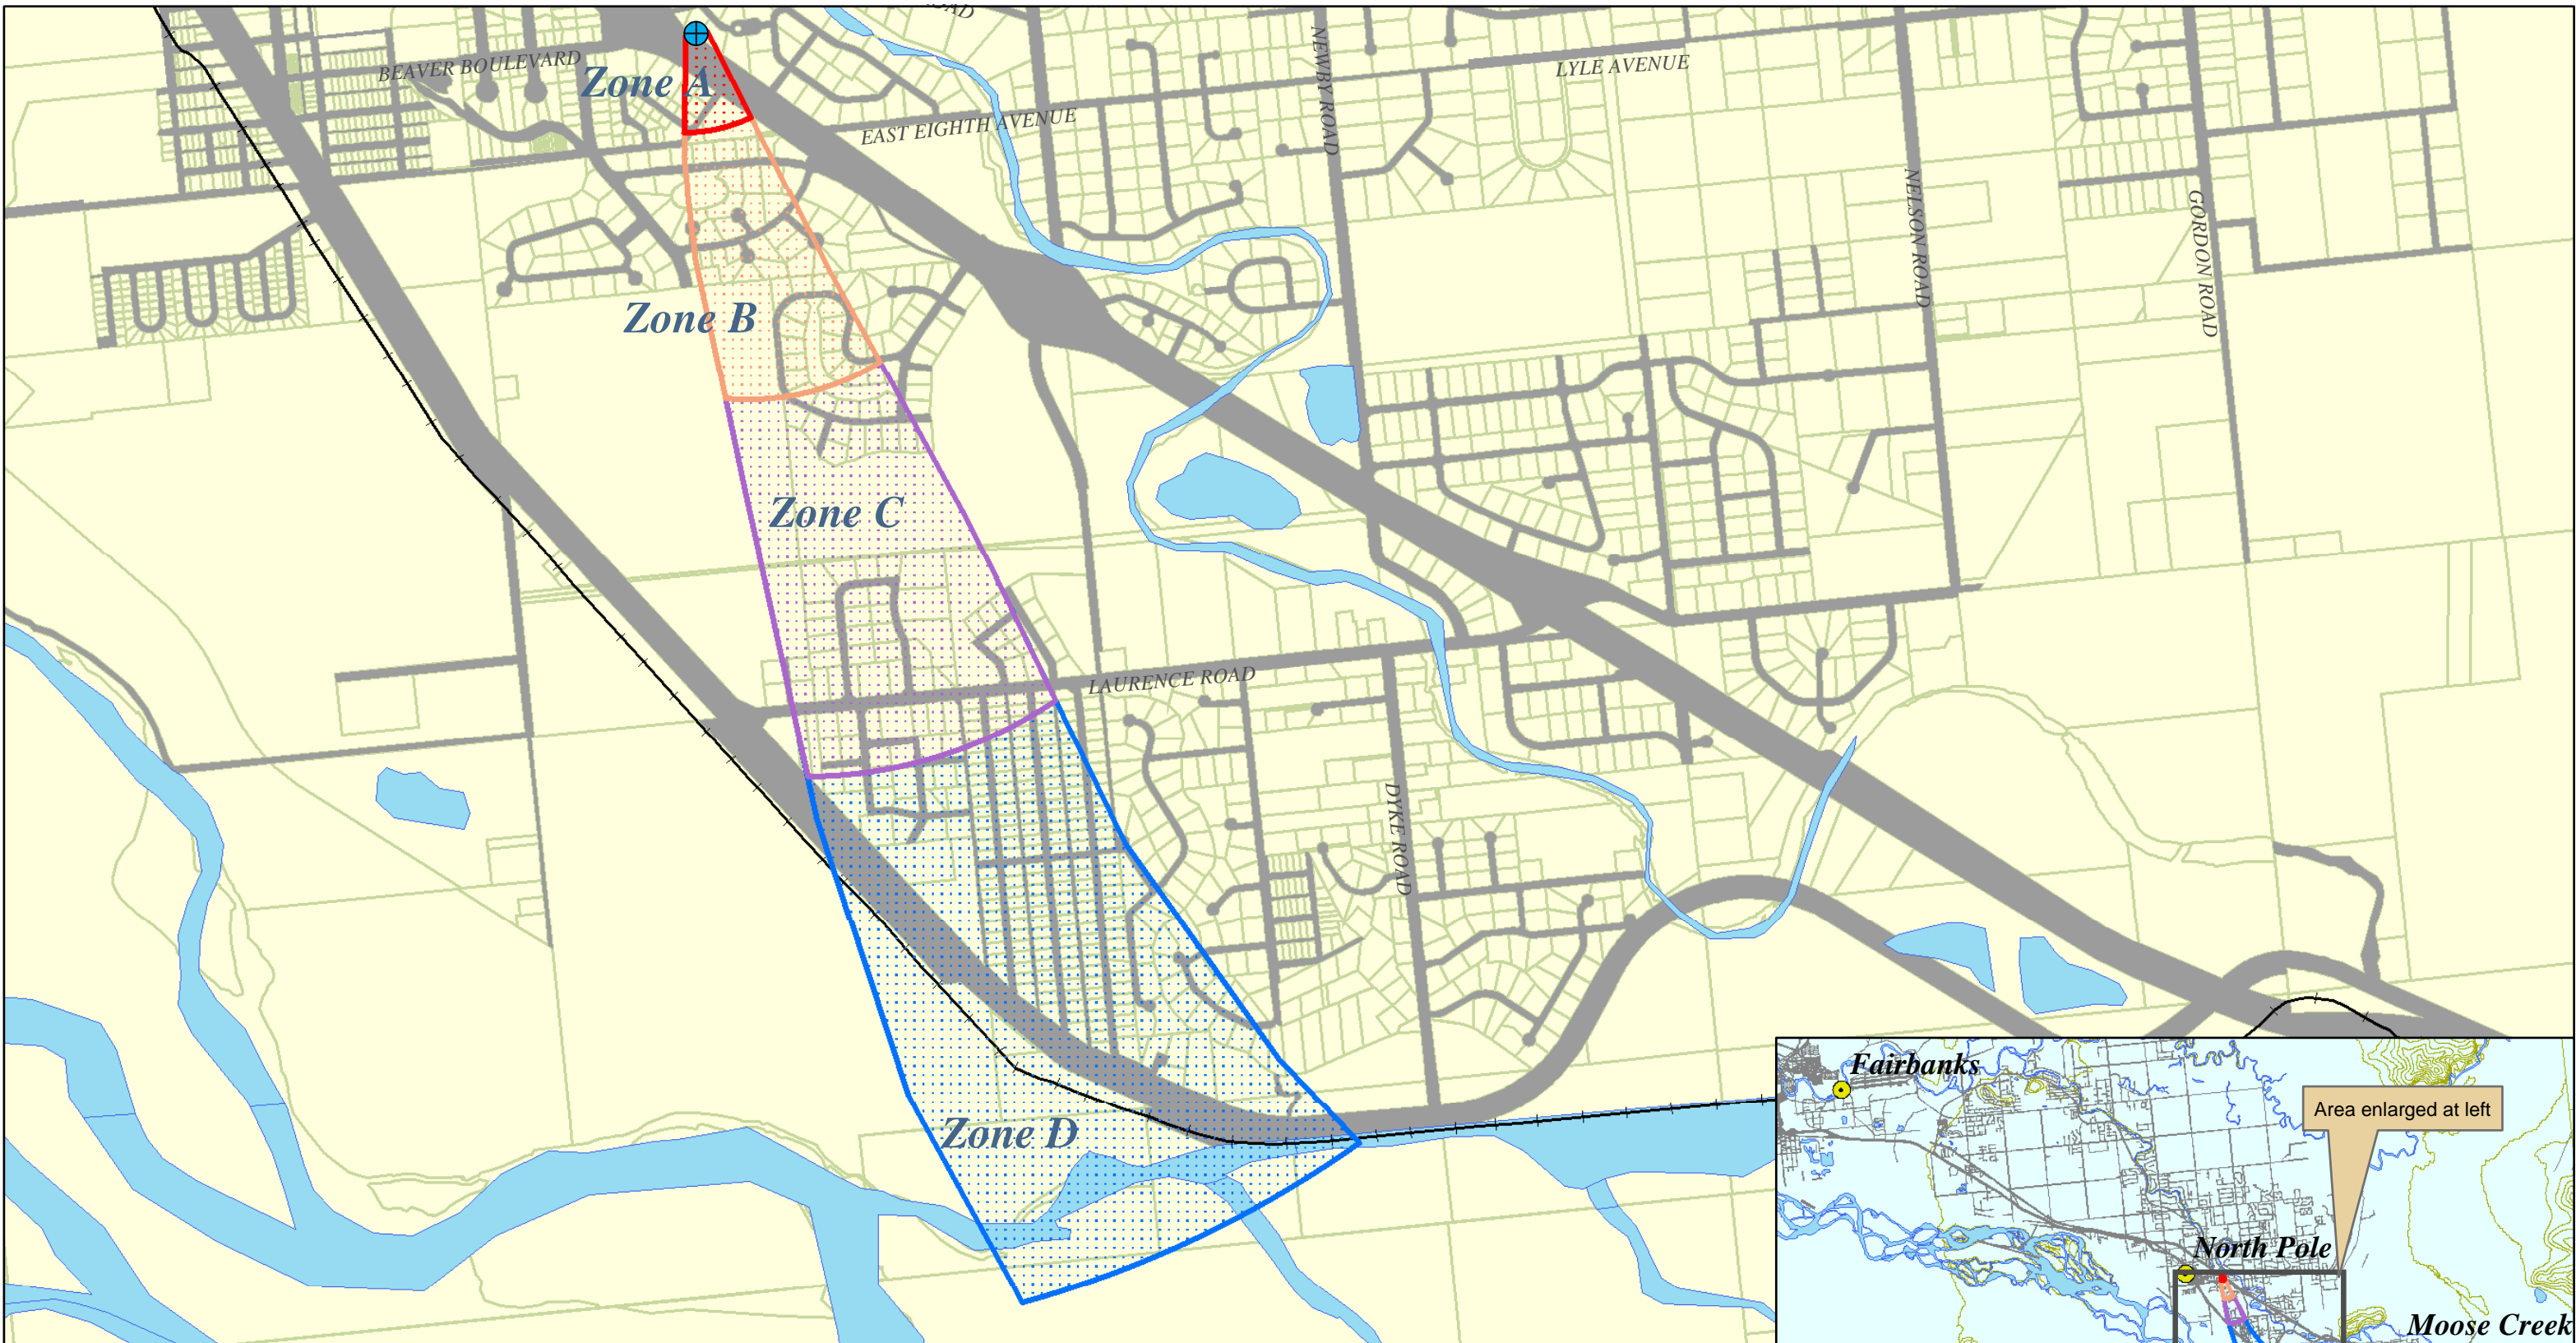 ROAD
BEAVER BOULEVARD
Zone A
EAST EIGHTH AVENUE
NEWBY ROAD
LYLE AVENUE
NELSON ROAD
GORDON ROAD
Zone B
Zone C
LAURENCE ROAD
DYKE ROAD
Zone D
Fairbanks
Area enlarged at left
North Pole
Moose Creek